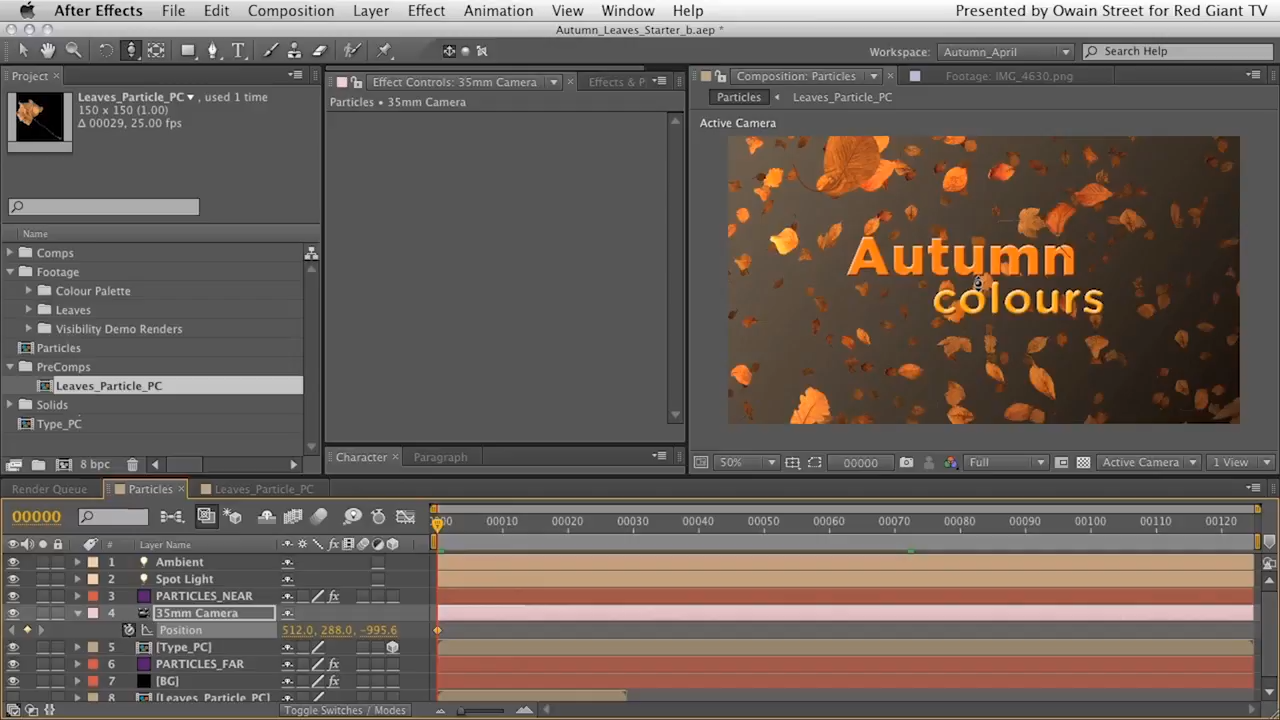 After Effects File Edit Composition Layer Effect Animation View Window Help Presented by Owain Street for Red Giant TV
Autumn_Leaves_Starter_b.aep *
Workspace: Autumn_April Search Help
Project × Effect Controls: 35mm Camera × Effects & P Composition: Particles × Footage: IMG_4630.png
Leaves_Particle_PC ▾, used 1 time
150 x 150 (1.00)
Δ 00029, 25.00 fps
Particles • 35mm Camera
Particles Leaves_Particle_PC
Active Camera
Autumn
colours
Name
Comps
Footage
Colour Palette
Leaves
Visibility Demo Renders
Particles
PreComps
Leaves_Particle_PC
Solids
Type_PC
8 bpc
Character × Paragraph
50% 00000 Full Active Camera 1 View
Render Queue Particles × Leaves_Particle_PC
00000
00010 00020 00030 00040 00050 00060 00070 00080 00090 00100 00110 00120
# Layer Name
1 Ambient
2 Spot Light
3 PARTICLES_NEAR
4 35mm Camera
Position 512.0, 288.0, -995.6
5 [Type_PC]
6 PARTICLES_FAR
7 [BG]
8 [Leaves_Particle_PC]
Toggle Switches / Modes